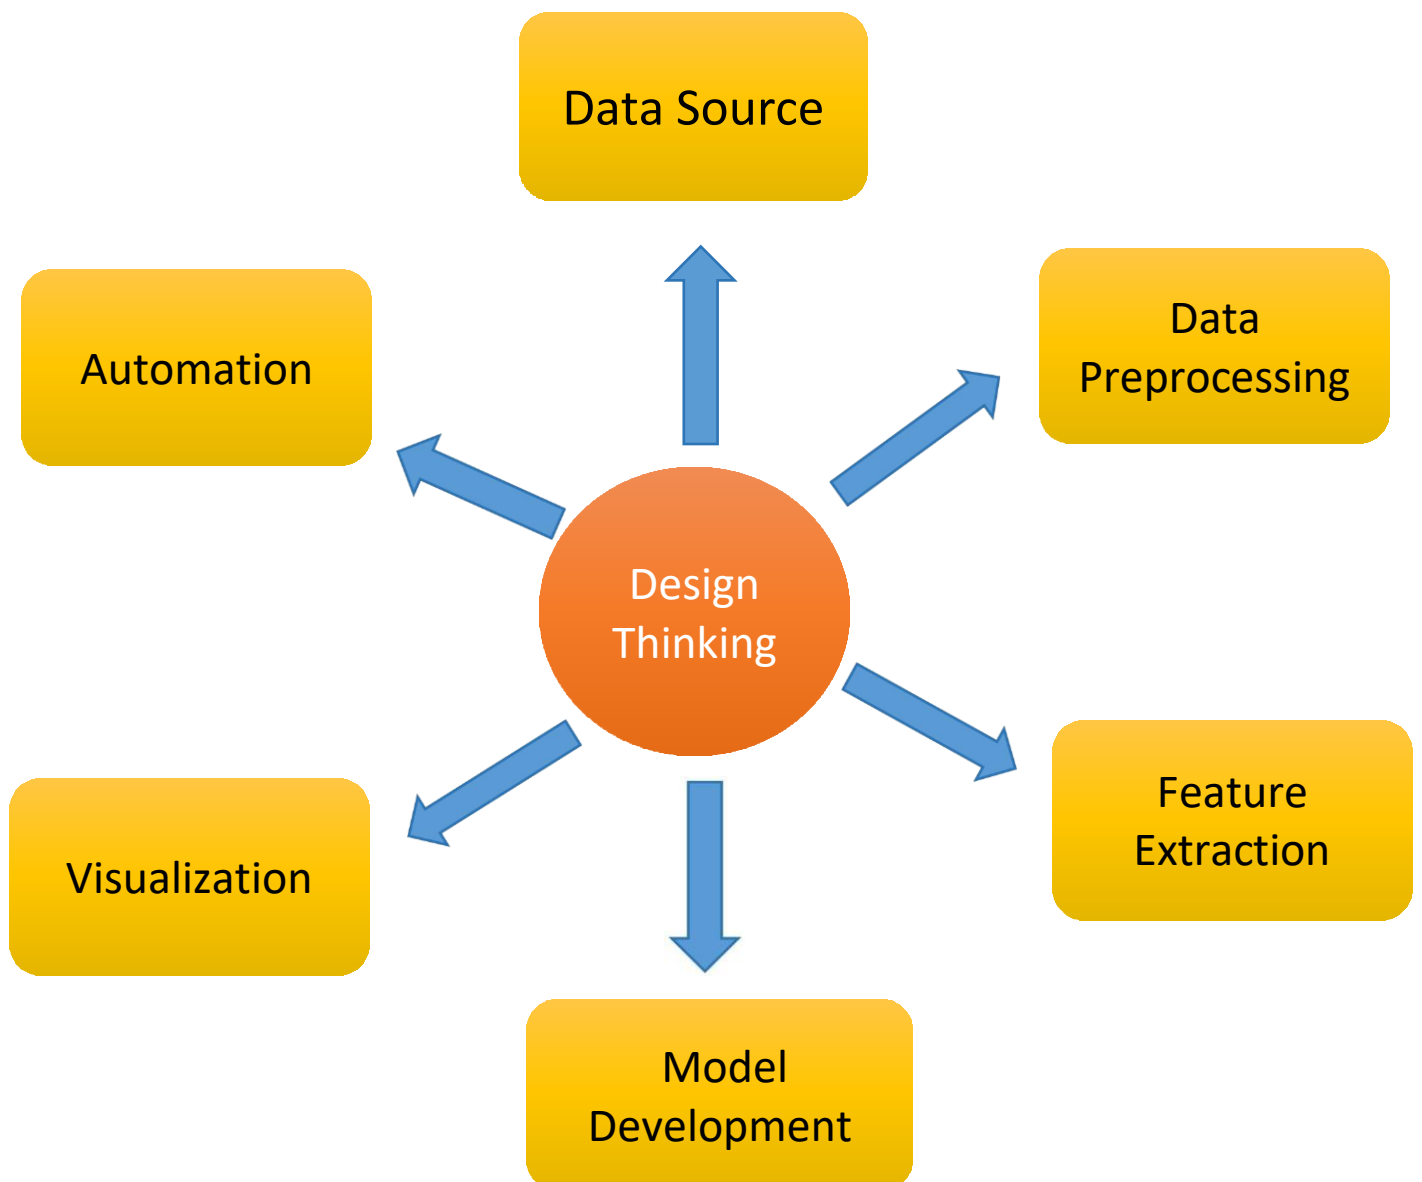 Data Source
Data
Preprocessing
Automation
Design
Thinking
Feature
Extraction
Visualization
Model
Development